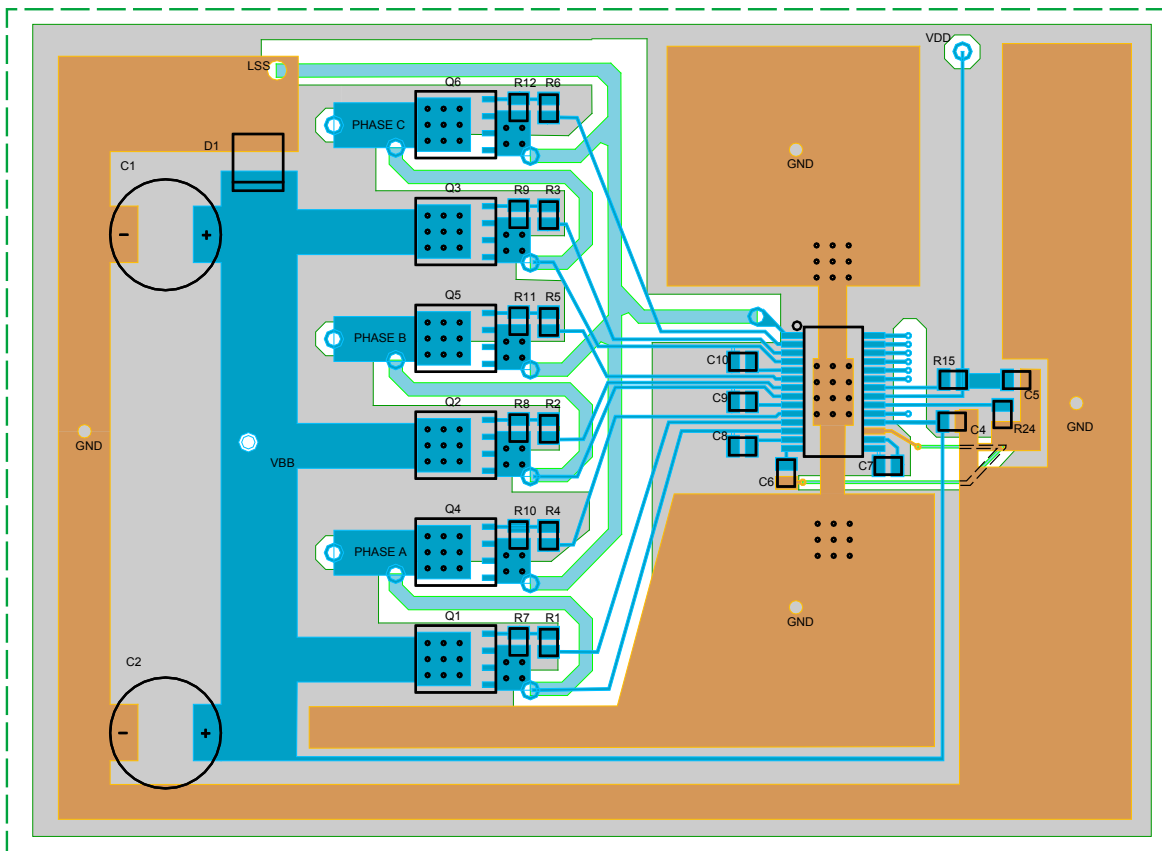 VDD
LSS
Q6
R12 R6
PHASE C
D1
C1
GND
Q3
R9 R3
- +
Q5
R11 R5
PHASE B
C10
R15
C5
C9
Q2
R8 R2
C4
R24
GND
GND
C8
VBB
C7
C6
Q4
R10 R4
PHASE A
Q1
R7 R1
GND
C2
- +